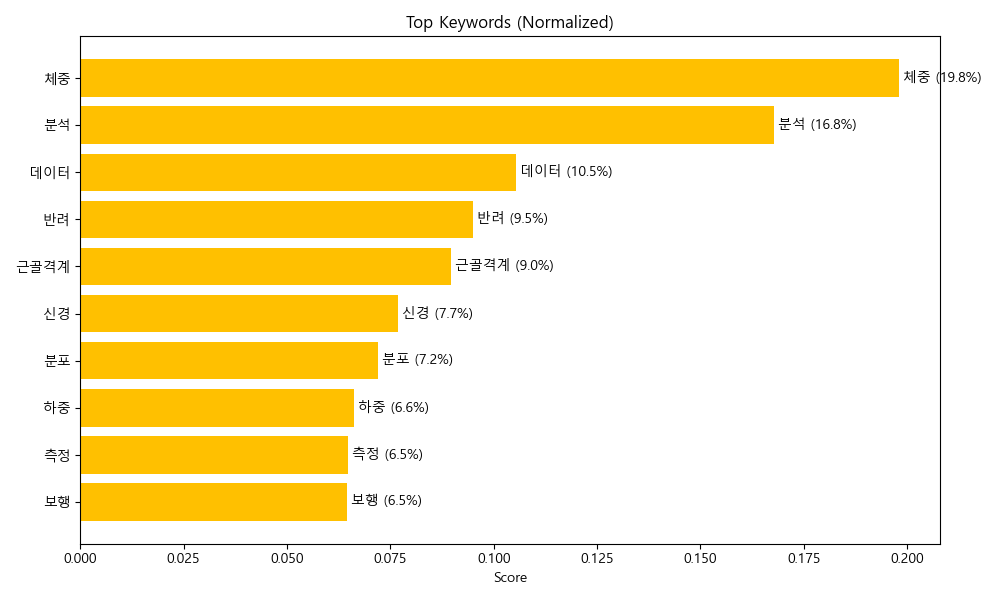 Top Keywords (Normalized)
체중 체중 (19.8%)
분석 분석 (16.8%)
데이터 데이터 (10.5%)
반려 반려 (9.5%)
근골격계 근골격계 (9.0%)
신경 신경 (7.7%)
분포 분포 (7.2%)
하중 하중 (6.6%)
측정 측정 (6.5%)
보행 보행 (6.5%)
0.000 0.025 0.050 0.075 0.100 0.125 0.150 0.175 0.200
Score